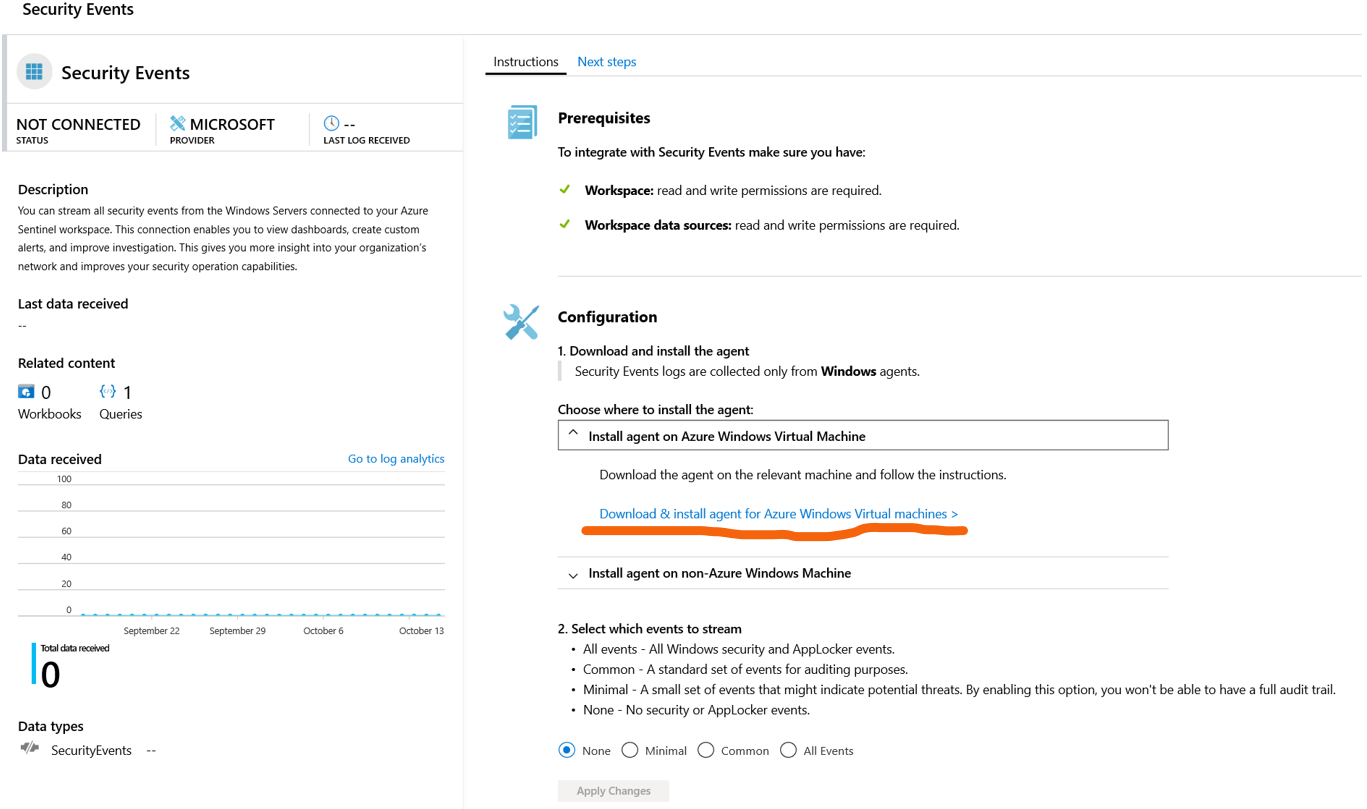 Security Events
Security Events
NOT CONNECTED
STATUS
MICROSOFT
PROVIDER
--
LAST LOG RECEIVED
Description
You can stream all security events from the Windows Servers connected to your Azure
Sentinel workspace. This connection enables you to view dashboards, create custom
alerts, and improve investigation. This gives you more insight into your organization's
network and improves your security operation capabilities.
Last data received
--
Related content
0
Workbooks
1
Queries
Data received
Go to log analytics
100
80
60
40
20
0
September 22
September 29
October 6
October 13
Total data received
0
Data types
SecurityEvents --
Instructions
Next steps
Prerequisites
To integrate with Security Events make sure you have:
Workspace: read and write permissions are required.
Workspace data sources: read and write permissions are required.
Configuration
1. Download and install the agent
Security Events logs are collected only from Windows agents.
Choose where to install the agent:
Install agent on Azure Windows Virtual Machine
Download the agent on the relevant machine and follow the instructions.
Download & install agent for Azure Windows Virtual machines >
Install agent on non-Azure Windows Machine
2. Select which events to stream
• All events - All Windows security and AppLocker events.
• Common - A standard set of events for auditing purposes.
• Minimal - A small set of events that might indicate potential threats. By enabling this option, you won't be able to have a full audit trail.
• None - No security or AppLocker events.
None
Minimal
Common
All Events
Apply Changes